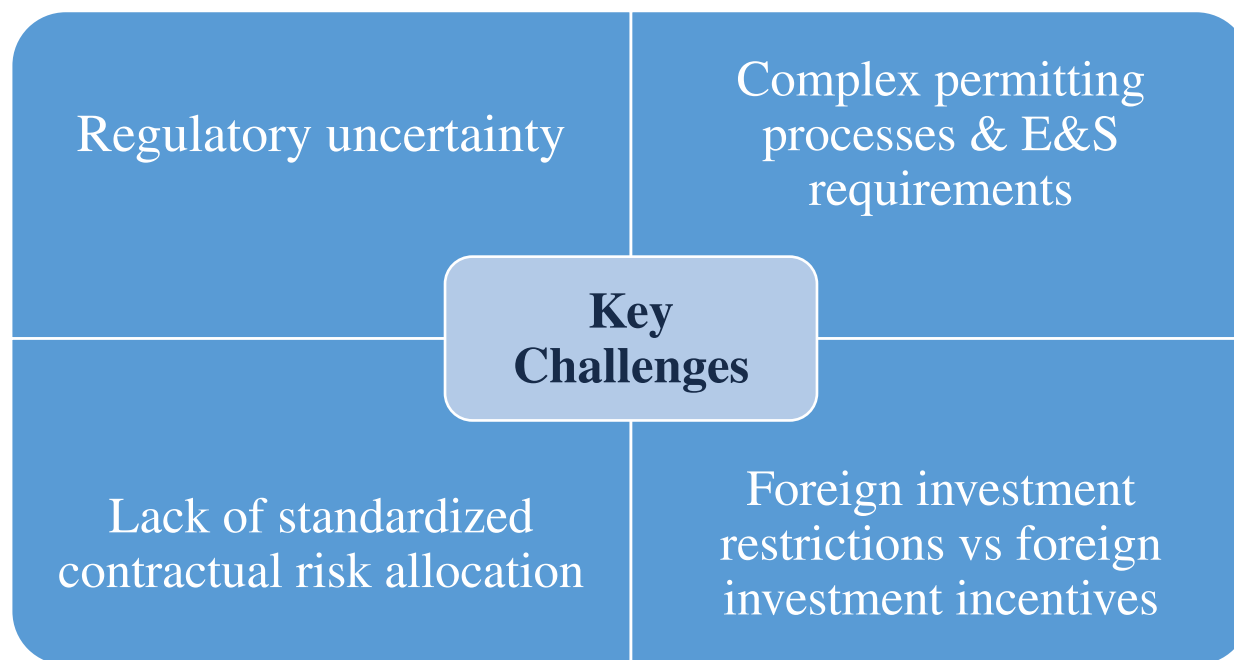 Regulatory uncertainty
Complex permitting
processes & E&S
requirements
Key
Challenges
Lack of standardized
contractual risk allocation
Foreign investment
restrictions vs foreign
investment incentives